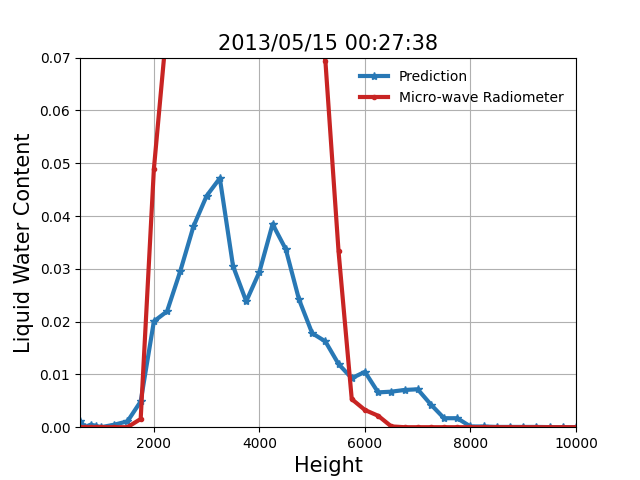 2013/05/15 00:27:38
Prediction
Micro-wave Radiometer
Liquid Water Content
0.07
0.06
0.05
0.04
0.03
0.02
0.01
0.00
2000 4000 6000 8000 10000
Height